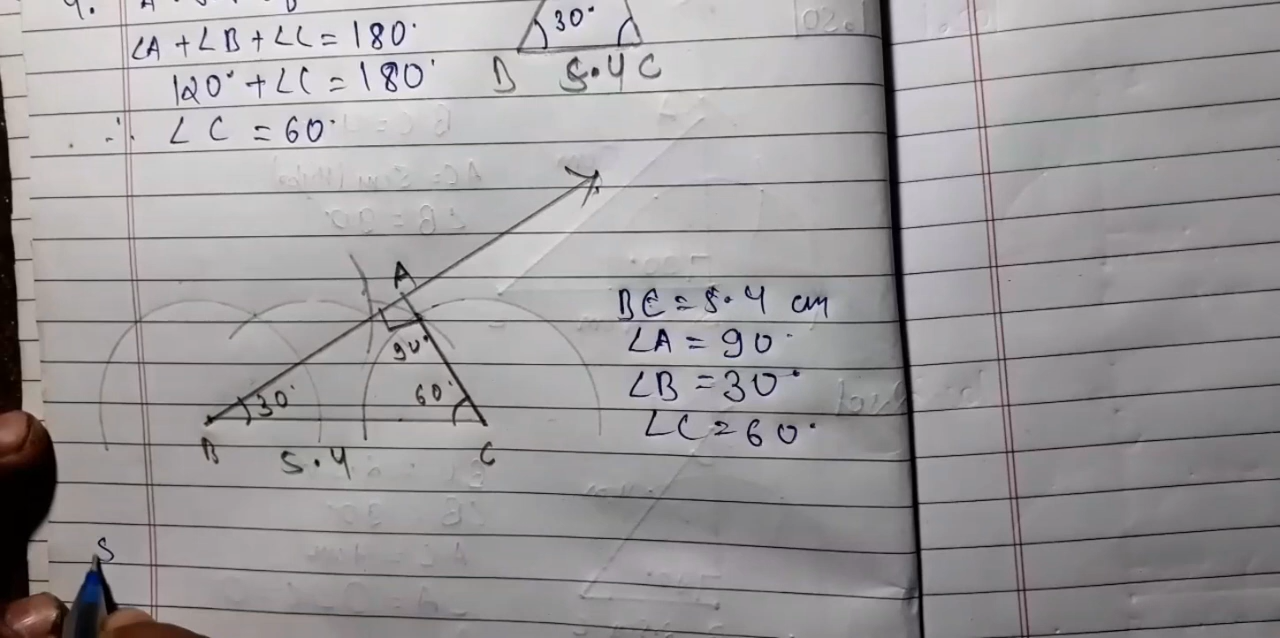 ∠A + ∠B + ∠C = 180°
120° + ∠C = 180°
∴ ∠C = 60°
30°
B 5.4 C
A
90°
30°
60°
B 5.4 C
BC = 5.4 cm
∠A = 90°
∠B = 30°
∠C = 60°
5